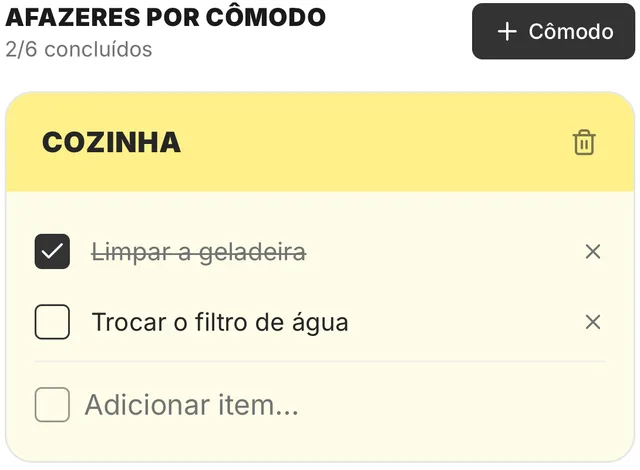 AFAZERES POR CÔMODO
2/6 concluídos
Cômodo
COZINHA
Limpar a geladeira
Trocar o filtro de água
Adicionar item...